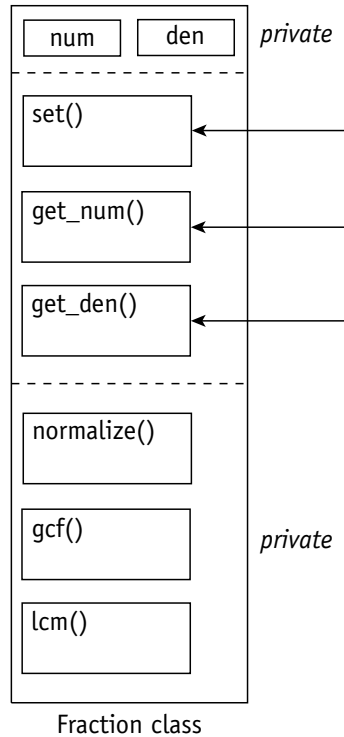 num den private
set()
get_num()
get_den()
normalize()
gcf() private
lcm()
Fraction class